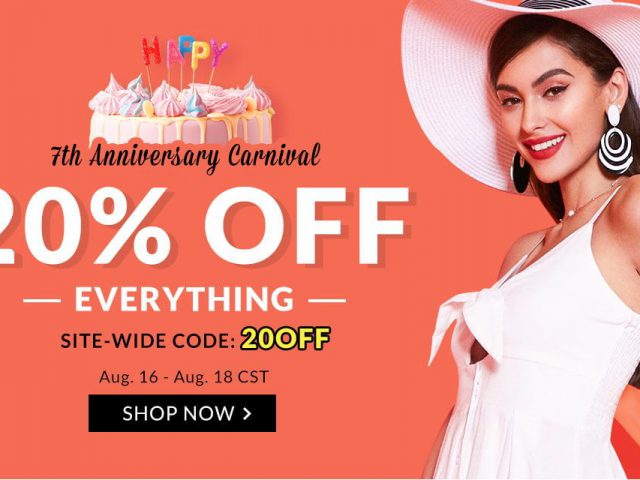 HAPPY
7th Anniversary Carnival
20% OFF
— EVERYTHING —
SITE-WIDE CODE: 20OFF
Aug. 16 - Aug. 18 CST
SHOP NOW >